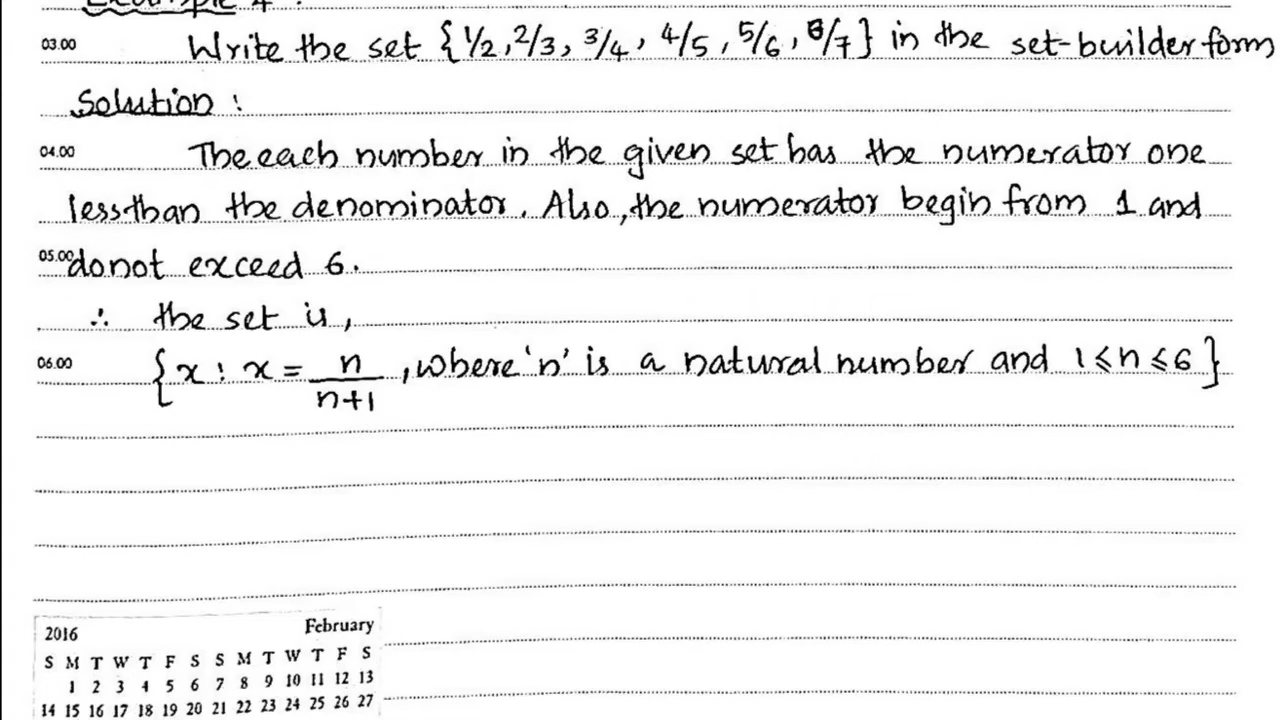 Example 4 :
03.00 Write the set {1/2, 2/3, 3/4, 4/5, 5/6, 6/7} in the set-builder form
Solution :
04.00 The each number in the given set has the numerator one
less than the denominator. Also, the numerator begin from 1 and
05.00 do not exceed 6.
∴ the set is,
06.00 {x : x = n/n+1, where 'n' is a natural number and 1 ≤ n ≤ 6}
2016 February
S M T W T F S S M T W T F S
1 2 3 4 5 6 7 8 9 10 11 12 13
14 15 16 17 18 19 20 21 22 23 24 25 26 27